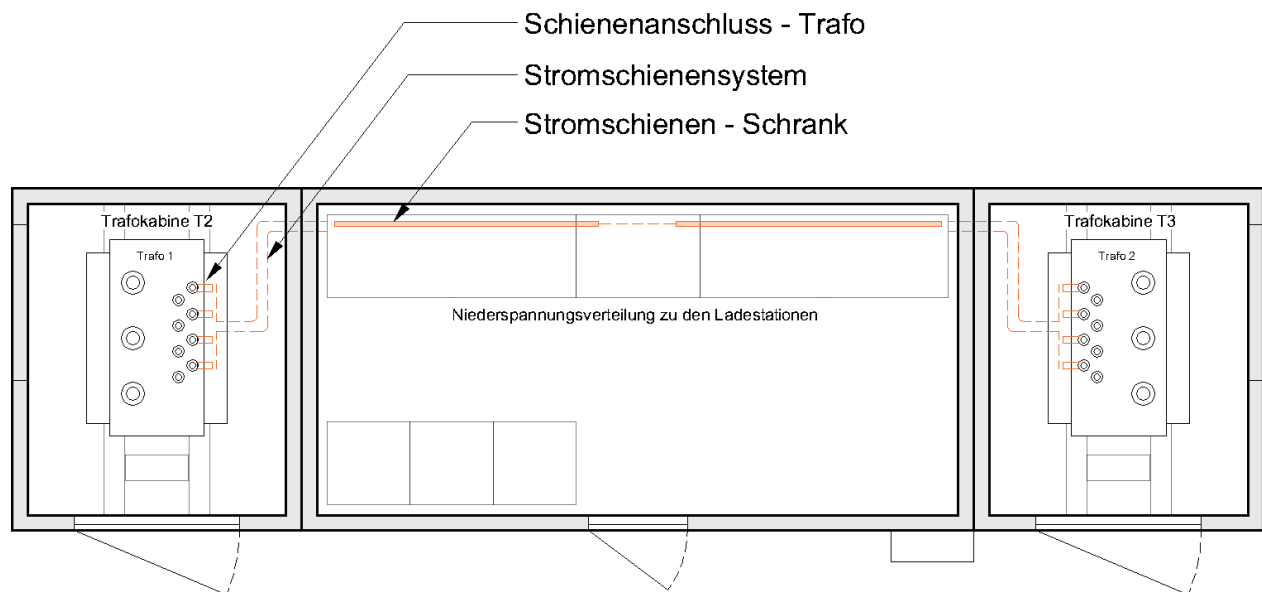 Schienenanschluss - Trafo
Stromschienensystem
Stromschienen - Schrank
Trafokabine T2
Trafokabine T3
Trafo 1
Trafo 2
Niederspannungsverteilung zu den Ladestationen